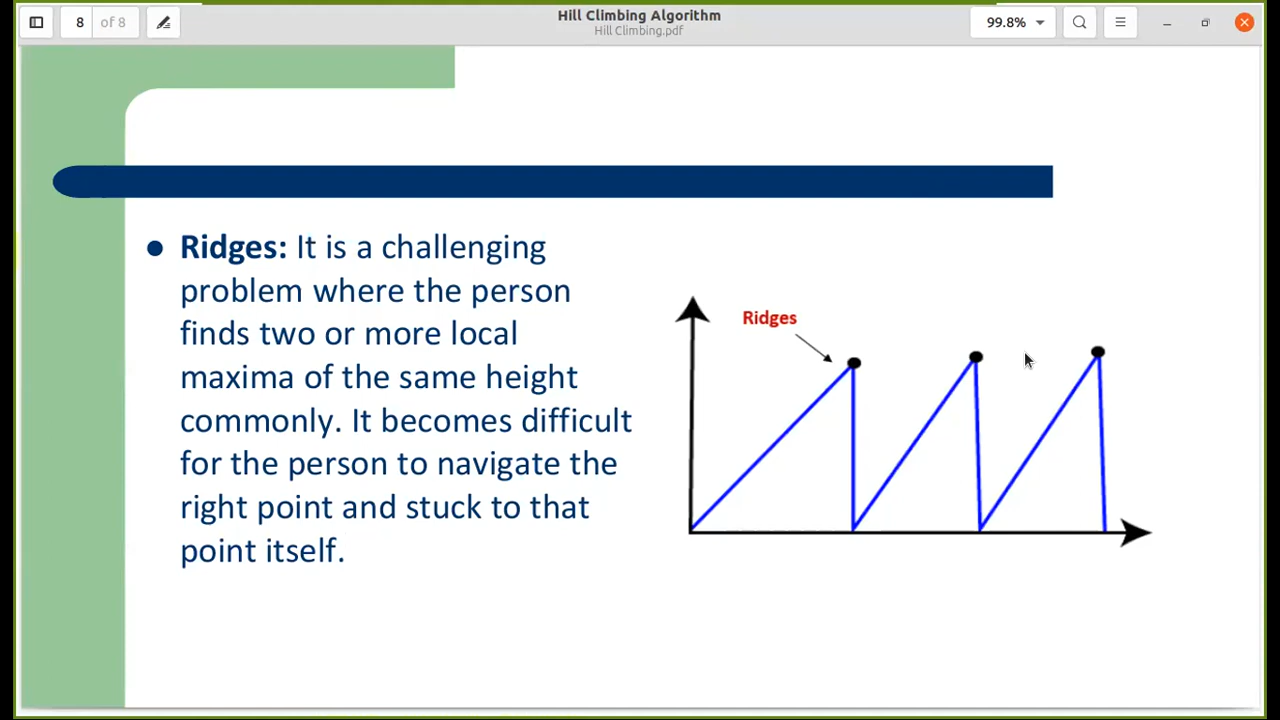 Hill Climbing Algorithm
Hill Climbing.pdf
8 of 8
99.8%
Ridges: It is a challenging
problem where the person
finds two or more local
maxima of the same height
commonly. It becomes difficult
for the person to navigate the
right point and stuck to that
point itself.
Ridges